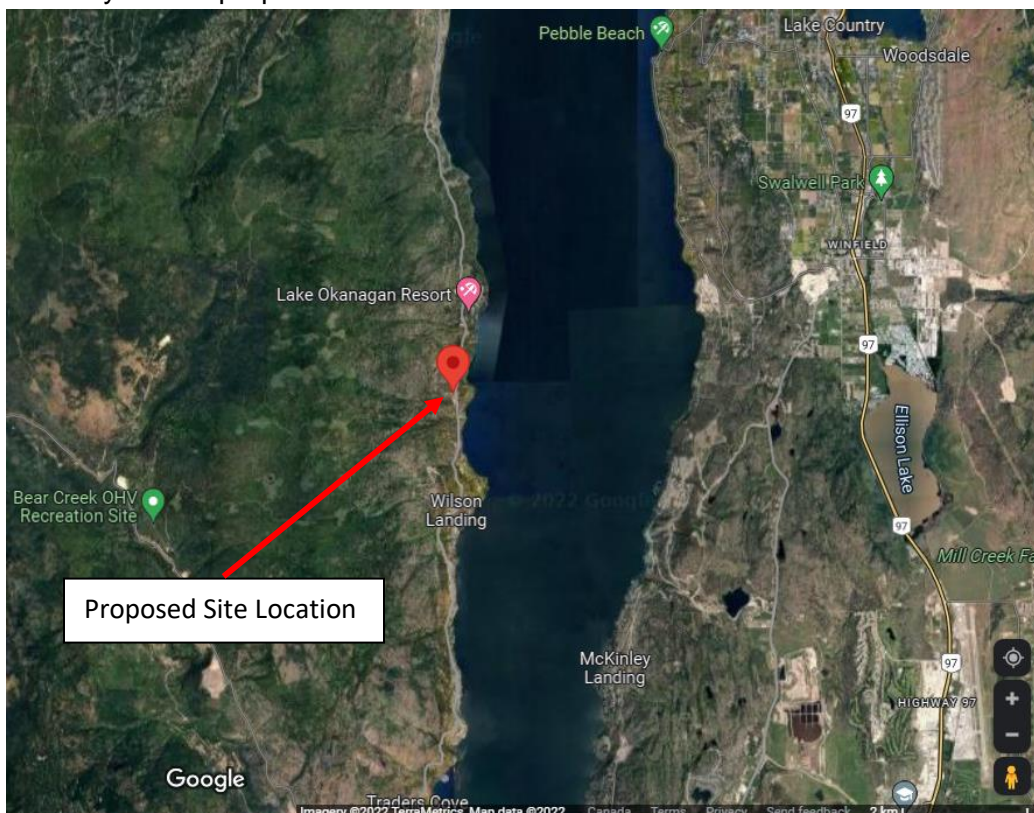 Pebble Beach
Lake Country
Woodsdale
97
Swalwell Park
WINFIELD
Lake Okanagan Resort
97
Ellison Lake
Bear Creek OHV
Recreation Site
Wilson
Landing
© 2022 Google
97
Mill Creek Fa
Proposed Site Location
McKinley
Landing
97
HIGHWAY 97
Google
Traders Cove
Imagery ©2022 TerraMetrics, Map data ©2022 Canada Terms Privacy Send feedback 2 km